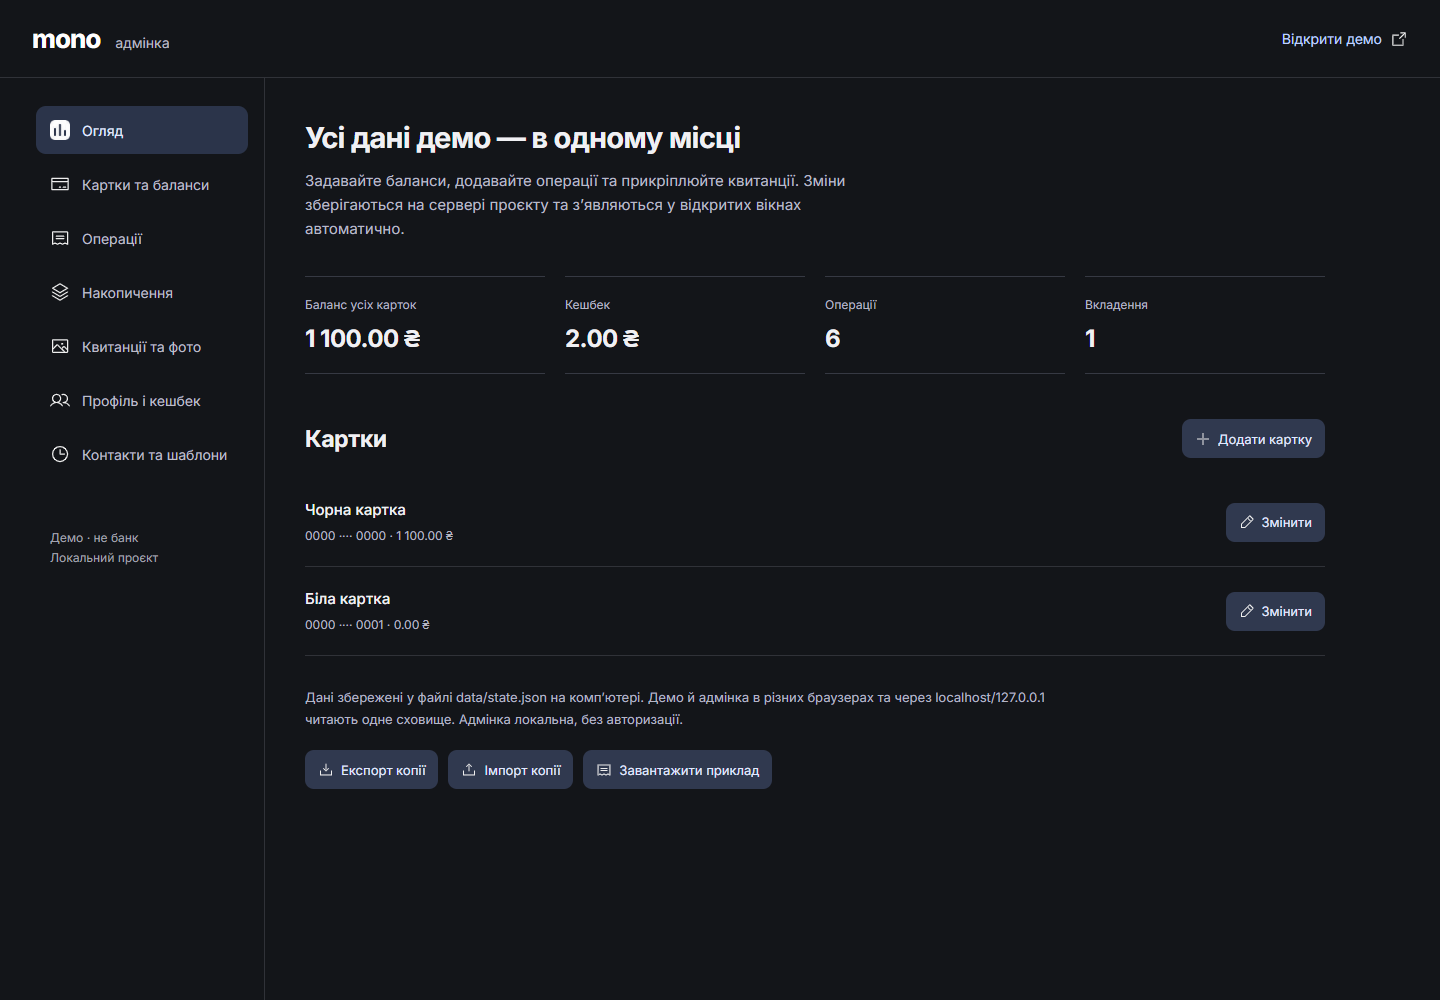 mono адмінка
Відкрити демо
Огляд
Картки та баланси
Операції
Накопичення
Квитанції та фото
Профіль і кешбек
Контакти та шаблони
Демо · не банк
Локальний проєкт
Усі дані демо — в одному місці
Задавайте баланси, додавайте операції та прикріплюйте квитанції. Зміни
зберігаються на сервері проєкту та з’являються у відкритих вікнах
автоматично.
Баланс усіх карток
1 100.00 ₴
Кешбек
2.00 ₴
Операції
6
Вкладення
1
Картки
Додати картку
Чорна картка
0000 ···· 0000 · 1 100.00 ₴
Змінити
Біла картка
0000 ···· 0001 · 0.00 ₴
Змінити
Дані збережені у файлі data/state.json на комп’ютері. Демо й адмінка в різних браузерах та через localhost/127.0.0.1
читають одне сховище. Адмінка локальна, без авторизації.
Експорт копії
Імпорт копії
Завантажити приклад